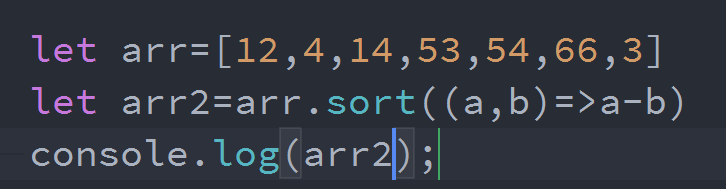 let arr=[12,4,14,53,54,66,3]
let arr2=arr.sort((a,b)=>a-b)
console.log(arr2);